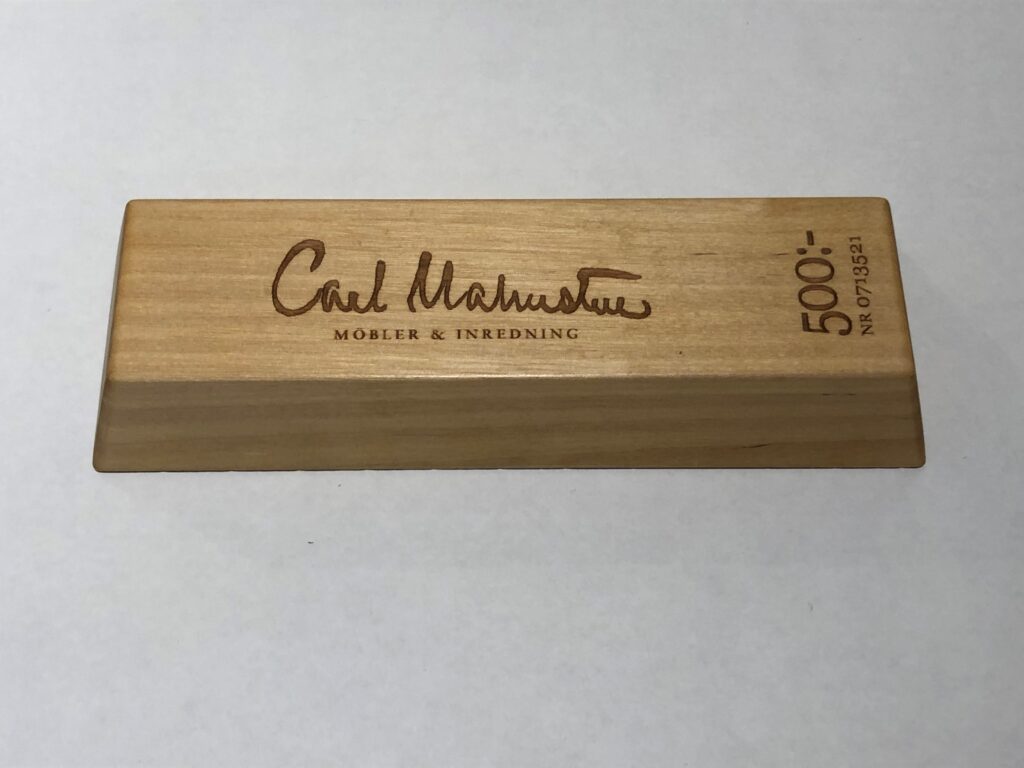 Carl Malmsten
MÖBLER & INREDNING
500:-
NR 0713521